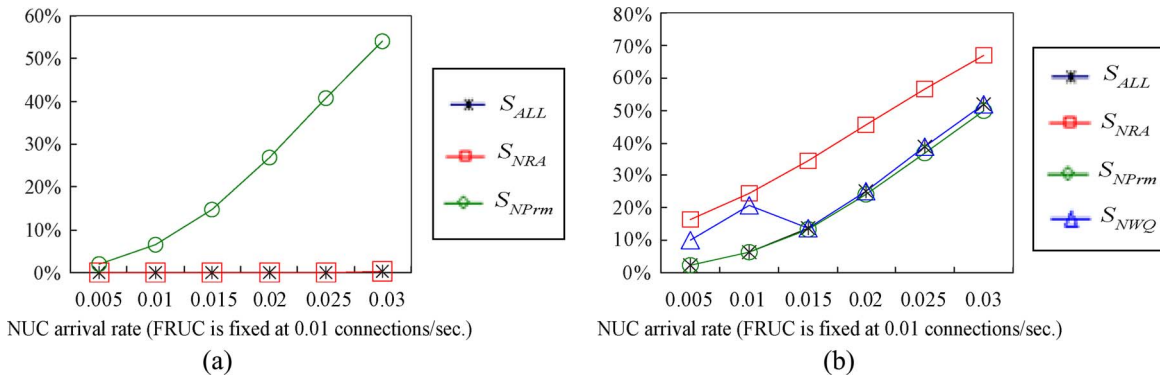 60%
50%
40%
30%
20%
10%
0%
0.005 0.01 0.015 0.02 0.025 0.03
NUC arrival rate (FRUC is fixed at 0.01 connections/sec.)
S_ALL
S_NRA
S_NPrm
(a)
80%
70%
60%
50%
40%
30%
20%
10%
0%
0.005 0.01 0.015 0.02 0.025 0.03
NUC arrival rate (FRUC is fixed at 0.01 connections/sec.)
S_ALL
S_NRA
S_NPrm
S_NWQ
(b)